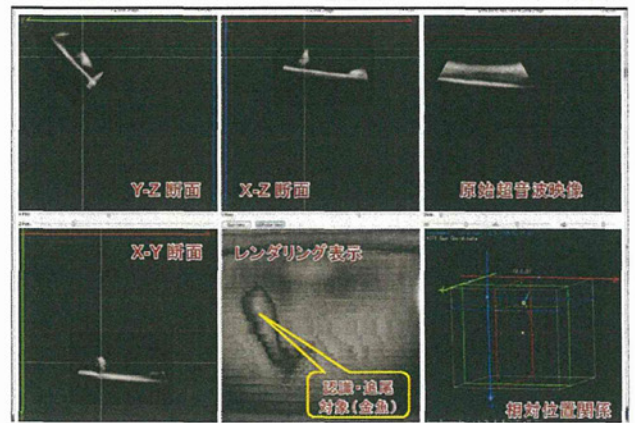 Y-Z 断面
X-Z 断面
原始超音波映像
X-Y 断面
レンダリング表示
認識・追尾
対象(金魚)
相対位置関係